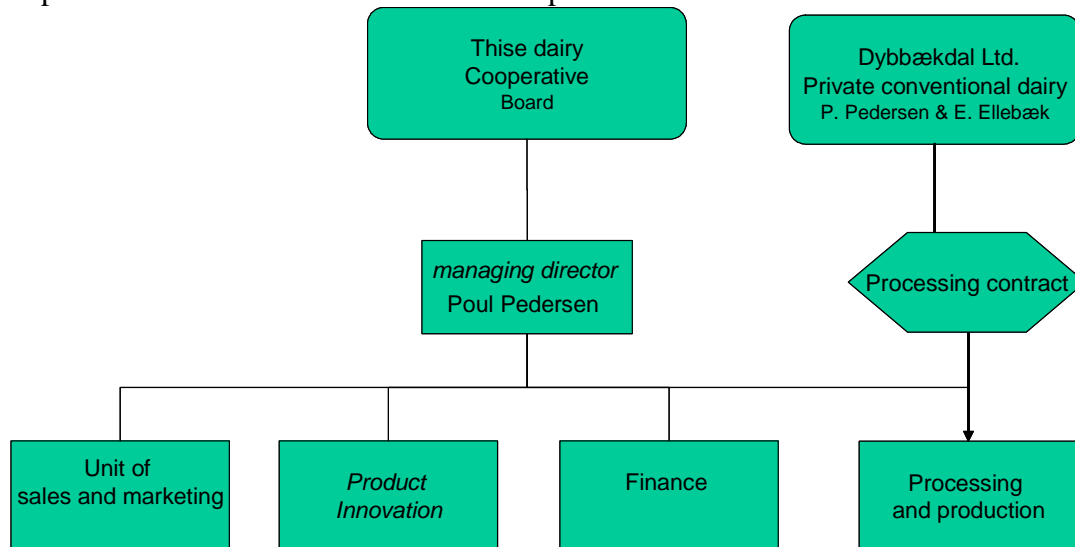 Thise dairy
Cooperative
Board
Dybbækdal Ltd.
Private conventional dairy
P. Pedersen & E. Ellebæk
managing director
Poul Pedersen
Processing contract
Unit of
sales and marketing
Product
Innovation
Finance
Processing
and production